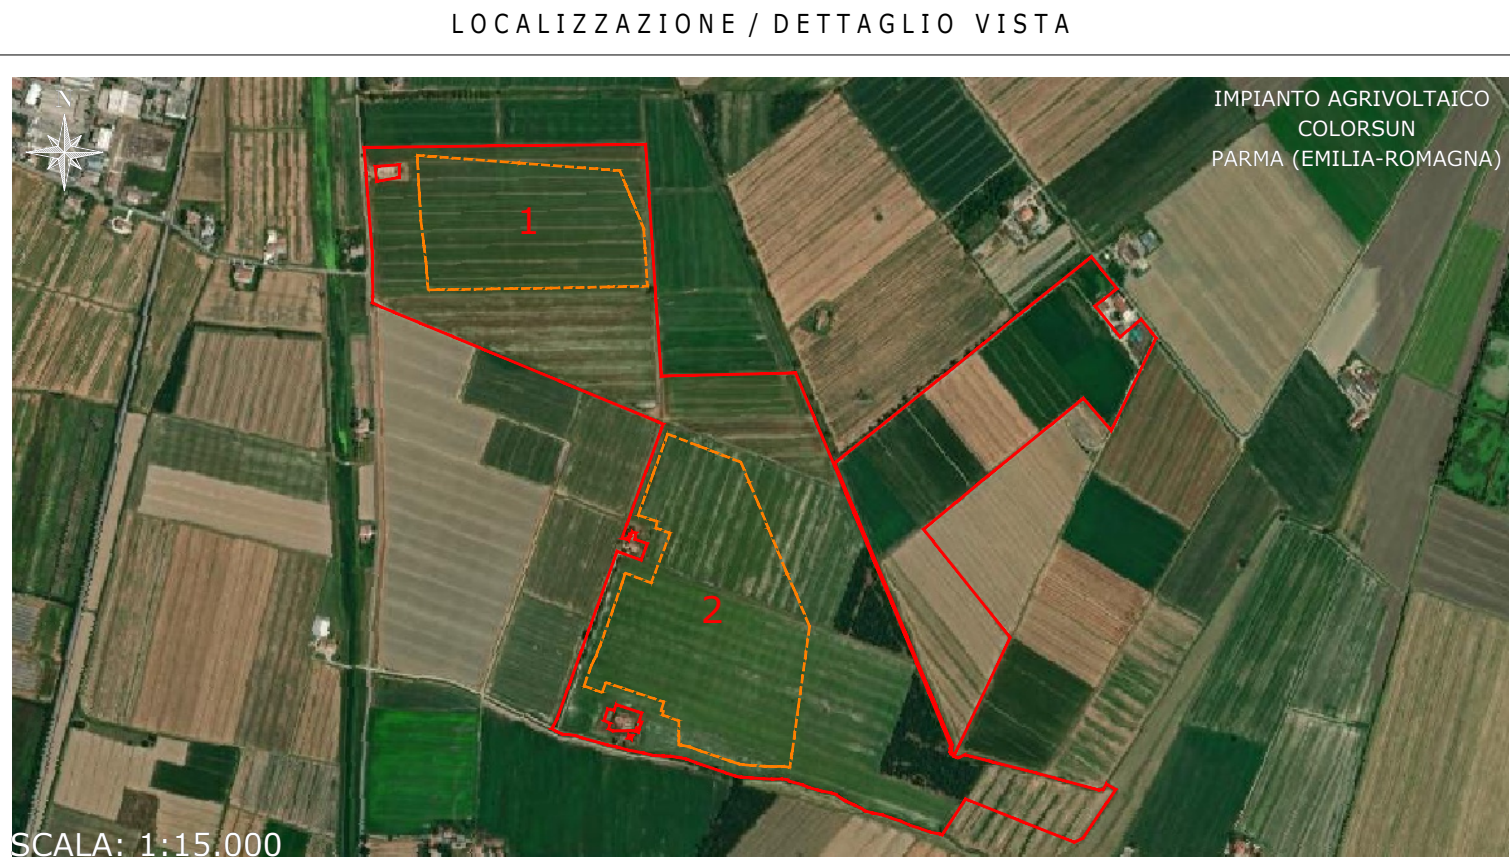 LOCALIZZAZIONE / DETTAGLIO VISTA
IMPIANTO AGRIVOLTAICO
COLORSUN
PARMA (EMILIA-ROMAGNA)
1
2
SCALA: 1:15.000